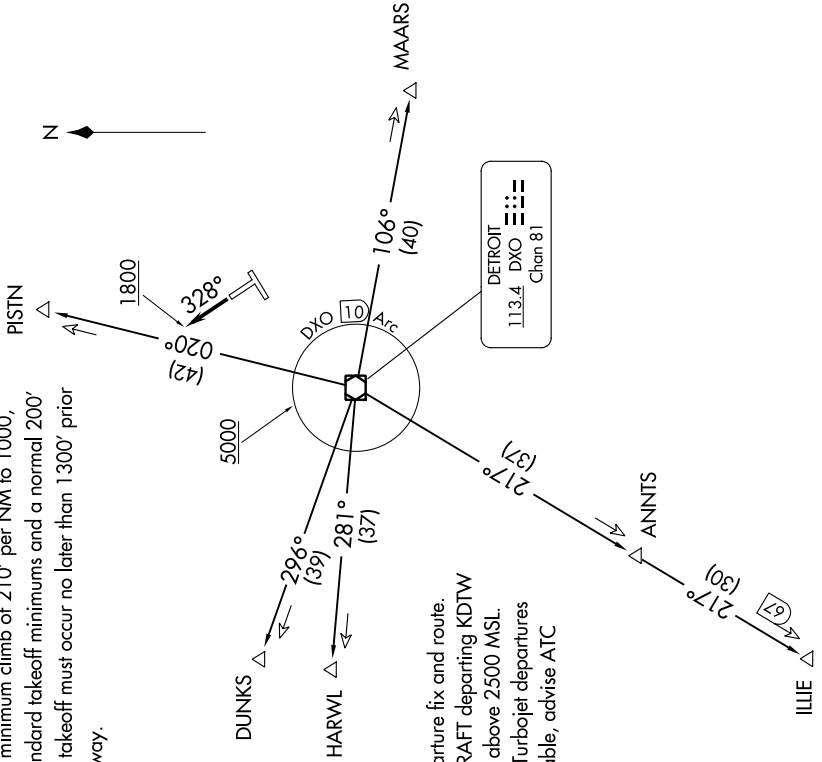 minimum climb of 210' per NM to 1000,
ndard takeoff minimums and a normal 200'
takeoff must occur no later than 1300' prior
way.
PISTN
N
MAARS
1800
328°
020°
(42)
106°
(40)
DXO 10 Arc
DETROIT
113.4 DXO
Chan 81
5000
296°
(39)
281°
(37)
217°
(37)
DUNKS
HARWL
ANNTS
217°
(30)
67
ILLIE
arture fix and route.
RAFT departing KDTW
above 2500 MSL.
Turbojet departures
ble, advise ATC